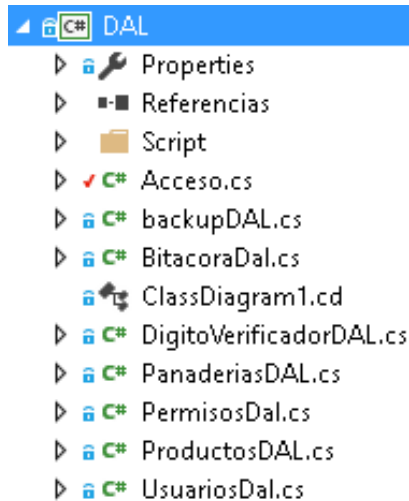 C# DAL
Properties
Referencias
Script
C# Acceso.cs
C# backupDAL.cs
C# BitacoraDal.cs
ClassDiagram1.cd
C# DigitoVerificadorDAL.cs
C# PanaderiasDAL.cs
C# PermisosDal.cs
C# ProductosDAL.cs
C# UsuariosDal.cs